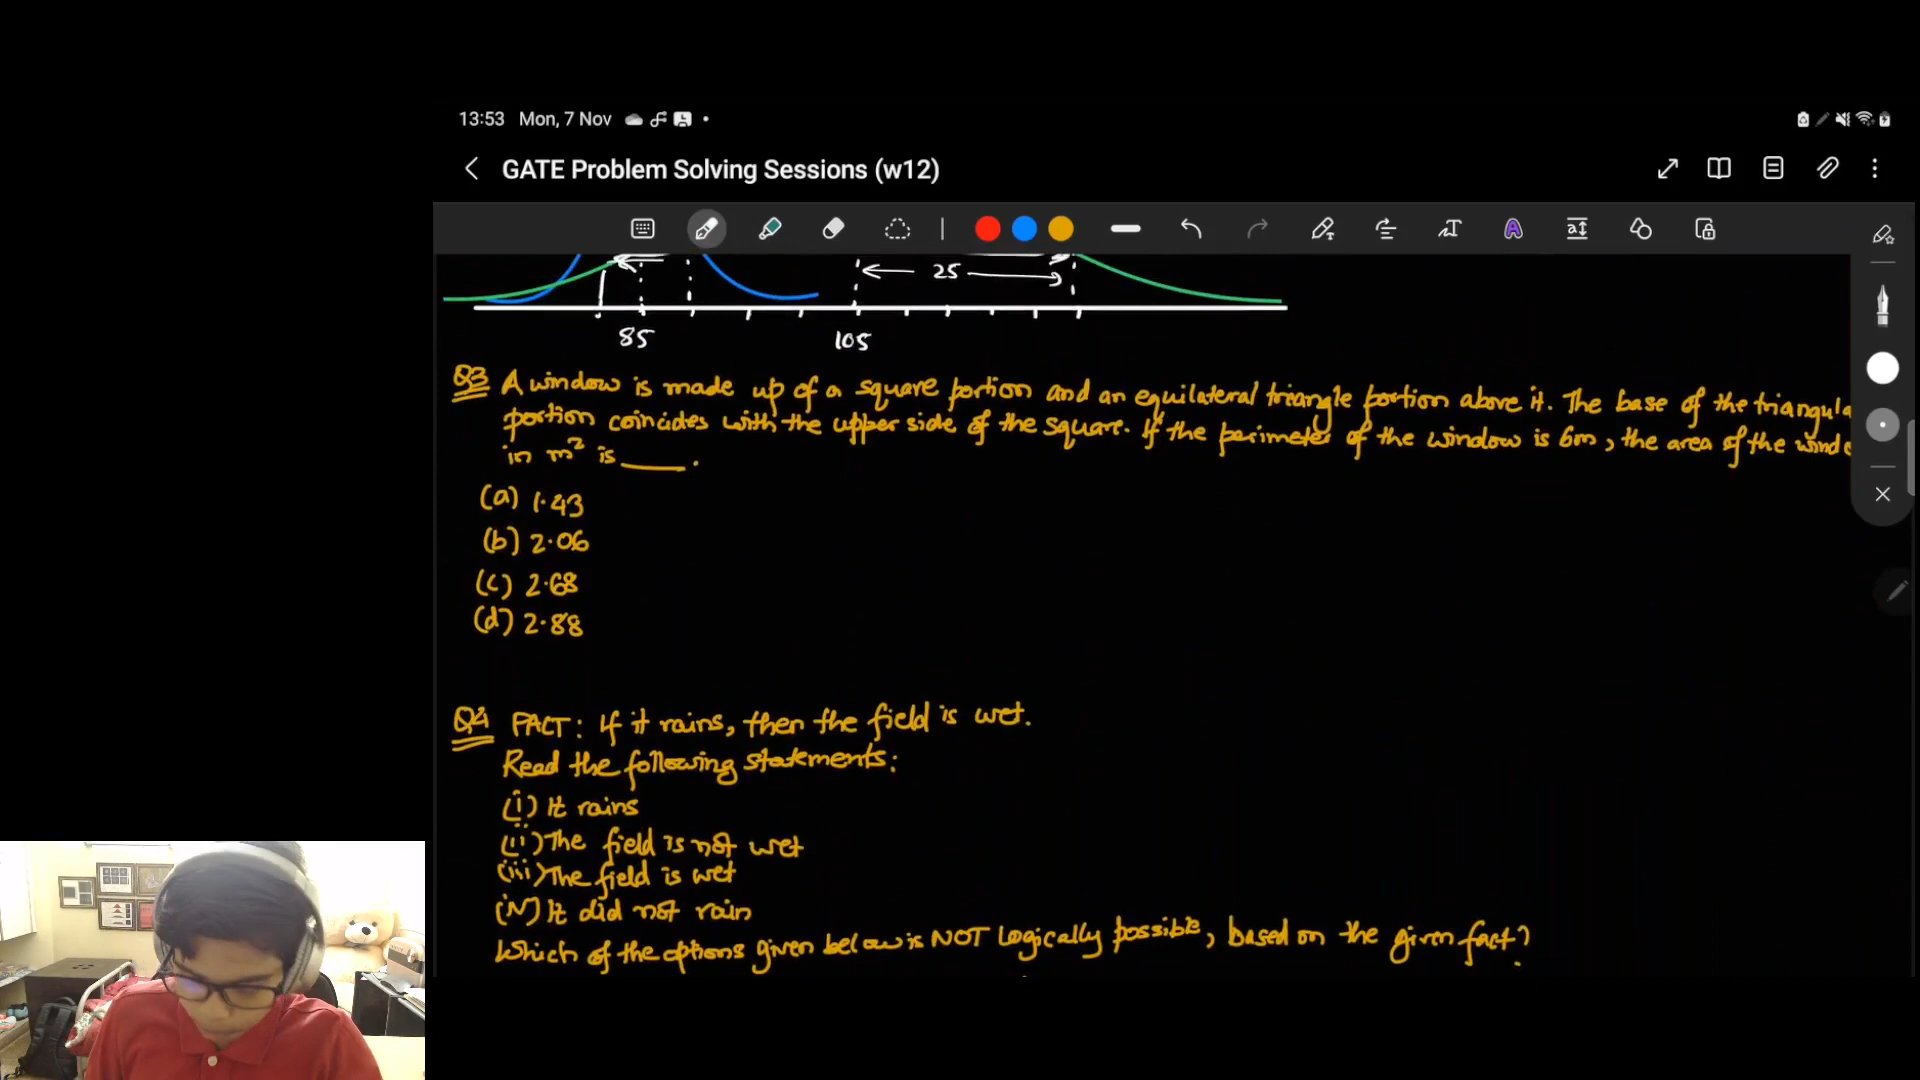 13:53 Mon, 7 Nov
GATE Problem Solving Sessions (w12)
25
85 105
Q3 A window is made up of a square portion and an equilateral triangle portion above it. The base of the triangula
portion coincides with the upper side of the square. If the perimeter of the window is 6m, the area of the windo
in m² is ____.
(a) 1.43
(b) 2.06
(c) 2.68
(d) 2.88
Q4 FACT: If it rains, then the field is wet.
Read the following statements:
(i) It rains
(ii) The field is not wet
(iii) The field is wet
(iv) It did not rain
Which of the options given below is NOT logically possible, based on the given fact?